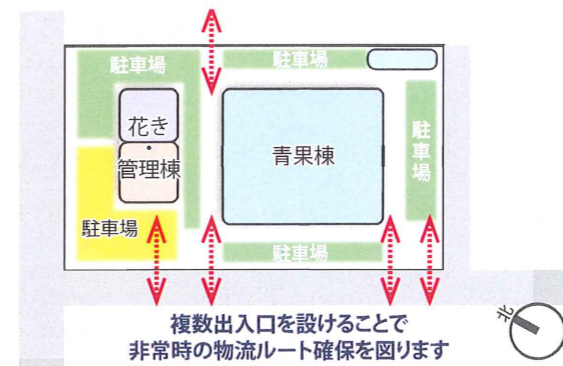 駐車場
駐車場
花き
管理棟
青果棟
駐車場
駐車場
駐車場
複数出入口を設けることで
非常時の物流ルート確保を図ります
北